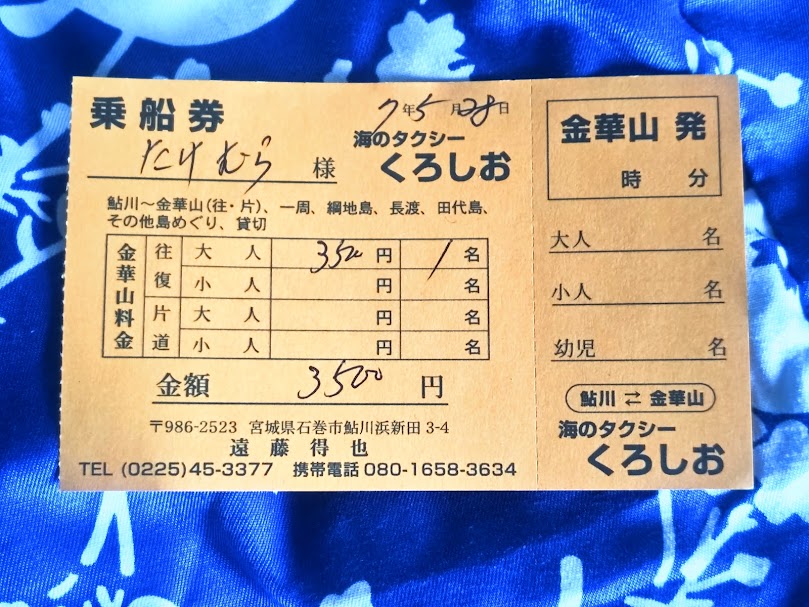 乗船券
7年5月28日
たけむら 様
海のタクシー
くろしお
鮎川〜金華山(往・片)、一周、網地島、長渡、田代島、
その他島めぐり、貸切
金華山料金
往復 大人 3500円 1名
小人 円 名
片道 大人 円 名
小人 円 名
金額 3500 円
〒986-2523 宮城県石巻市鮎川浜新田3-4
遠藤得也
TEL (0225)45-3377 携帯電話080-1658-3634
金華山 発
時 分
大人 名
小人 名
幼児 名
鮎川 ⇄ 金華山
海のタクシー
くろしお